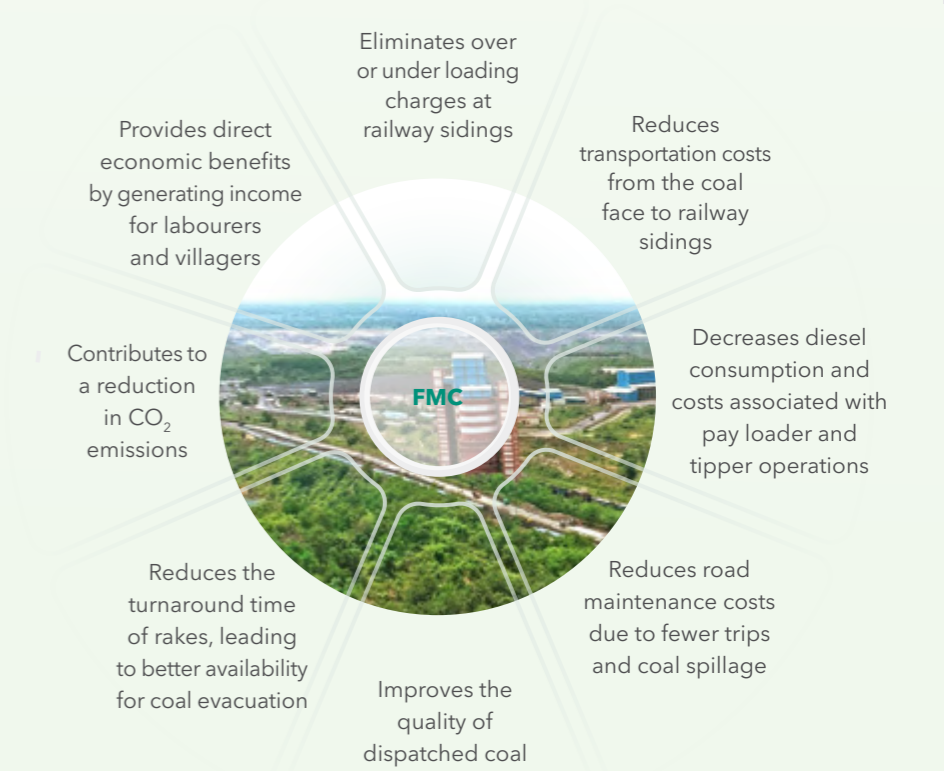 Eliminates over
or under loading
charges at
railway sidings
Reduces
transportation costs
from the coal
face to railway
sidings
Decreases diesel
consumption and
costs associated with
pay loader and
tipper operations
Reduces road
maintenance costs
due to fewer trips
and coal spillage
Improves the
quality of
dispatched coal
Reduces the
turnaround time
of rakes, leading
to better availability
for coal evacuation
Contributes to
a reduction
in CO₂
emissions
Provides direct
economic benefits
by generating income
for labourers
and villagers
FMC